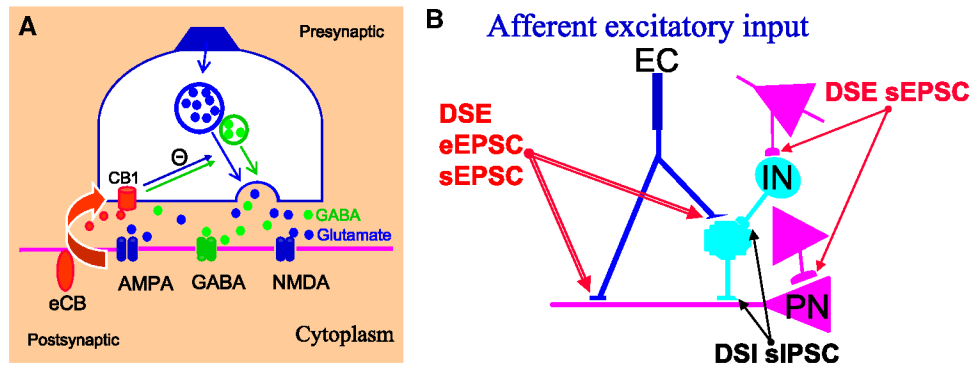 A
Presynaptic
Θ
CB1
GABA
Glutamate
AMPA
GABA
NMDA
eCB
Postsynaptic
Cytoplasm
B
Afferent excitatory input
EC
DSE
eEPSC
sEPSC
DSE sEPSC
IN
PN
DSI sIPSC